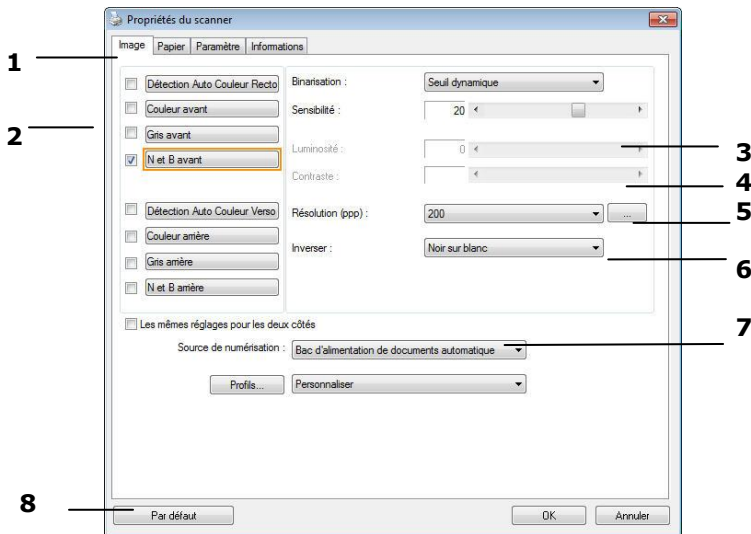 Propriétés du scanner
Image Papier Paramètre Informations
1
Détection Auto Couleur Recto Binarisation : Seuil dynamique
Couleur avant Sensibilité : 20
2
Gris avant
Luminosité : 0
3
N et B avant
Contraste :
4
Détection Auto Couleur Verso Résolution (ppp) : 200 ...
5
Couleur arrière
Inverser : Noir sur blanc
6
Gris arrière
N et B arrière
Les mêmes réglages pour les deux côtés
7
Source de numérisation : Bac d'alimentation de documents automatique
Profils... Personnaliser
8
Par défaut OK Annuler